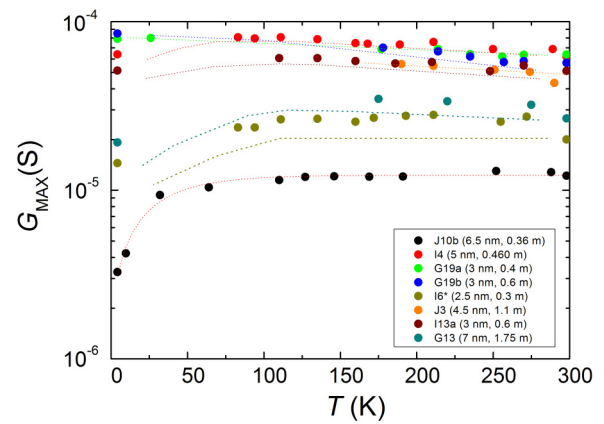 10⁻⁴
10⁻⁵
10⁻⁶
G_MAX(S)
J10b (6.5 nm, 0.36 m)
I4 (5 nm, 0.460 m)
G19a (3 nm, 0.4 m)
G19b (3 nm, 0.6 m)
I6* (2.5 nm, 0.3 m)
J3 (4.5 nm, 1.1 m)
I13a (3 nm, 0.6 m)
G13 (7 nm, 1.75 m)
0 50 100 150 200 250 300
T (K)